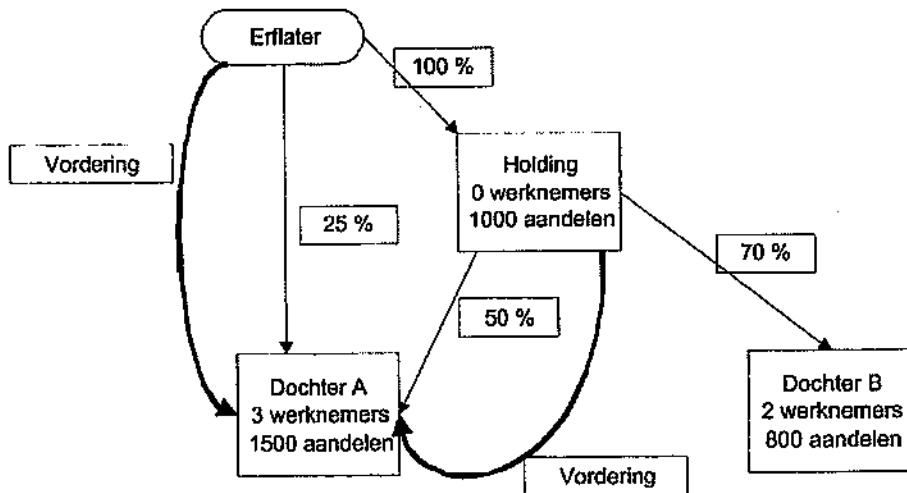 Erflater
100 %
Vordering
Holding
0 werknemers
1000 aandelen
25 %
70 %
50 %
Dochter A
3 werknemers
1500 aandelen
Dochter B
2 werknemers
800 aandelen
Vordering